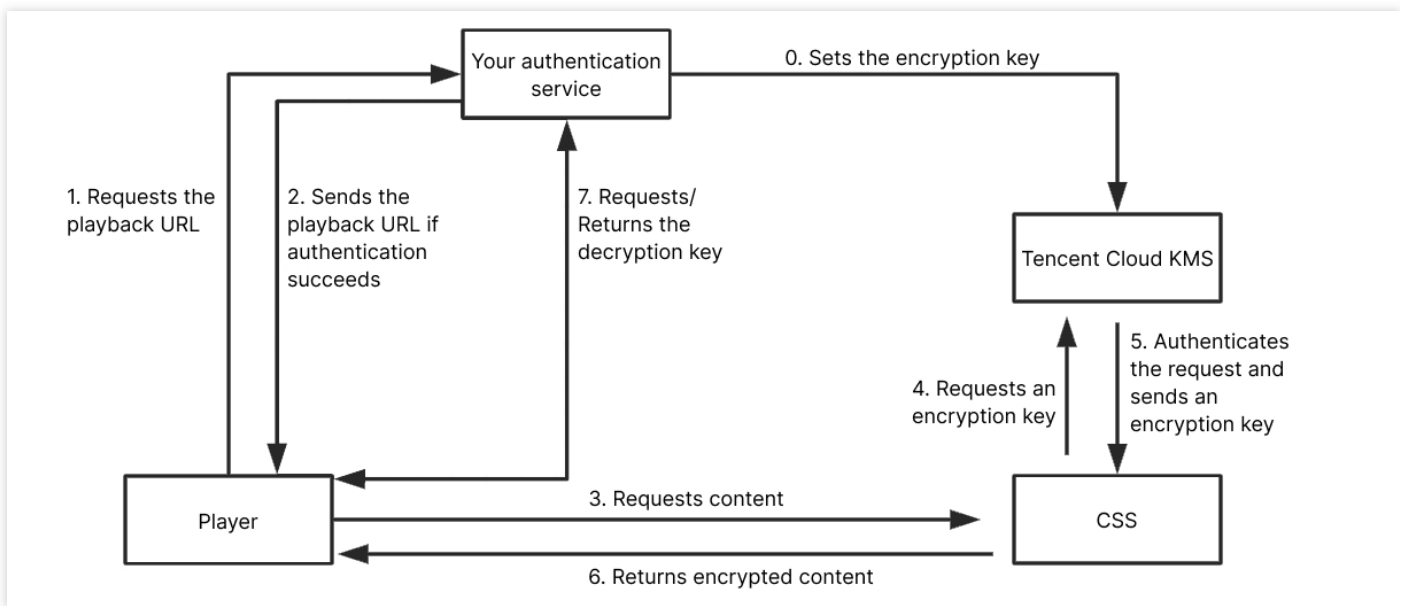 Your authentication
service
0. Sets the encryption key
1. Requests the
playback URL
2. Sends the
playback URL if
authentication
succeeds
7. Requests/
Returns the
decryption key
Tencent Cloud KMS
4. Requests an
encryption key
5. Authenticates
the request and
sends an
encryption key
Player
3. Requests content
CSS
6. Returns encrypted content